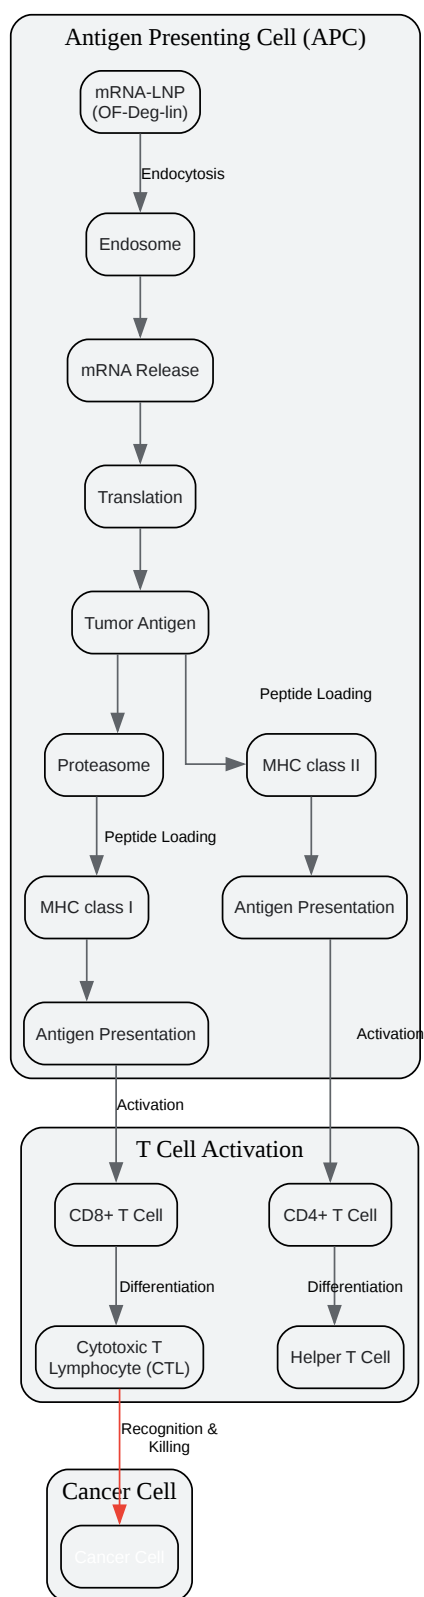 Antigen Presenting Cell (APC)
mRNA-LNP
(OF-Deg-lin)
Endocytosis
Endosome
mRNA Release
Translation
Tumor Antigen
Peptide Loading
Proteasome
MHC class II
Peptide Loading
MHC class I
Antigen Presentation
Antigen Presentation
Activation
Activation
T Cell Activation
CD8+ T Cell
CD4+ T Cell
Differentiation
Differentiation
Cytotoxic T
Lymphocyte (CTL)
Helper T Cell
Recognition &
Killing
Cancer Cell
Cancer Cell